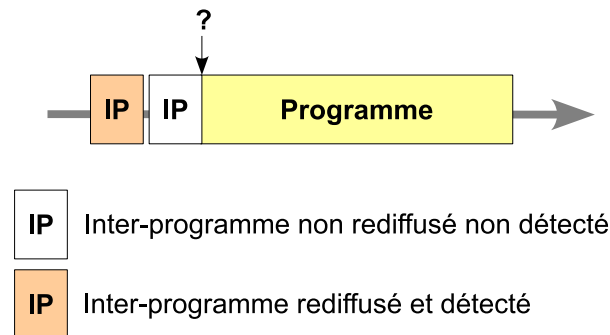 ?
IP IP Programme
IP Inter-programme non rediffusé non détecté
IP Inter-programme rediffusé et détecté